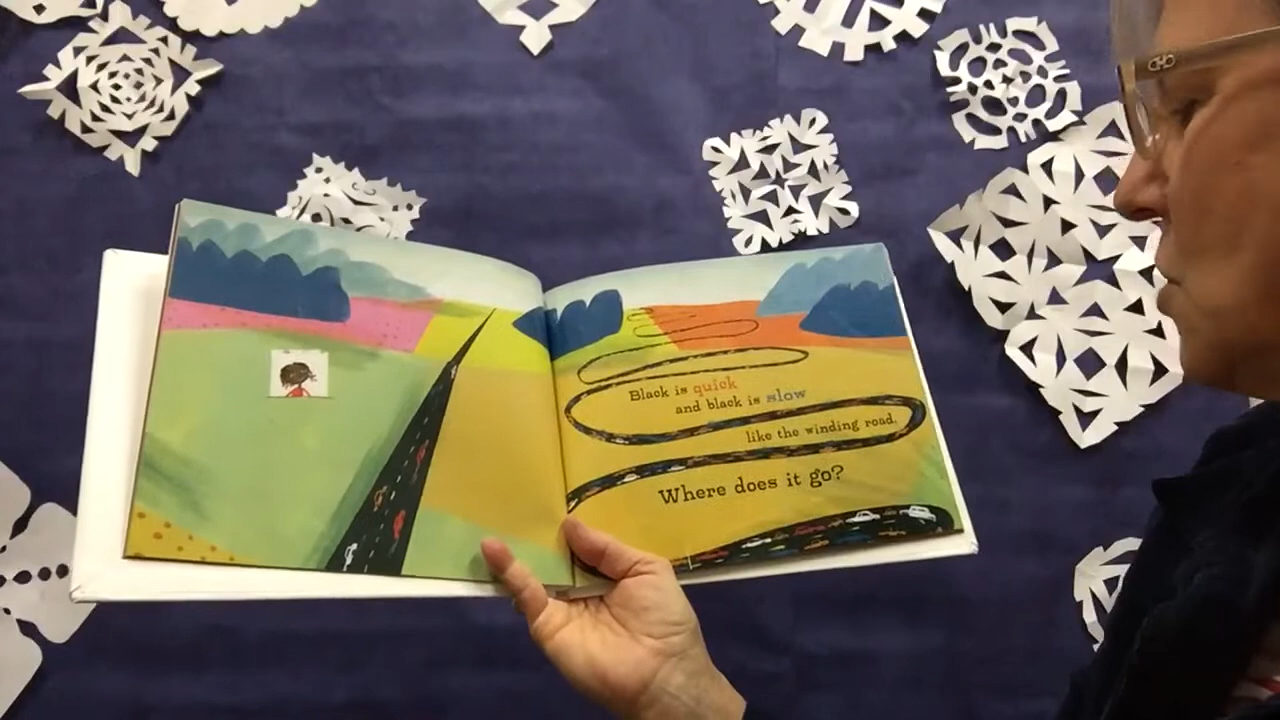 Black is quick
and black is slow
like the winding road.
Where does it go?